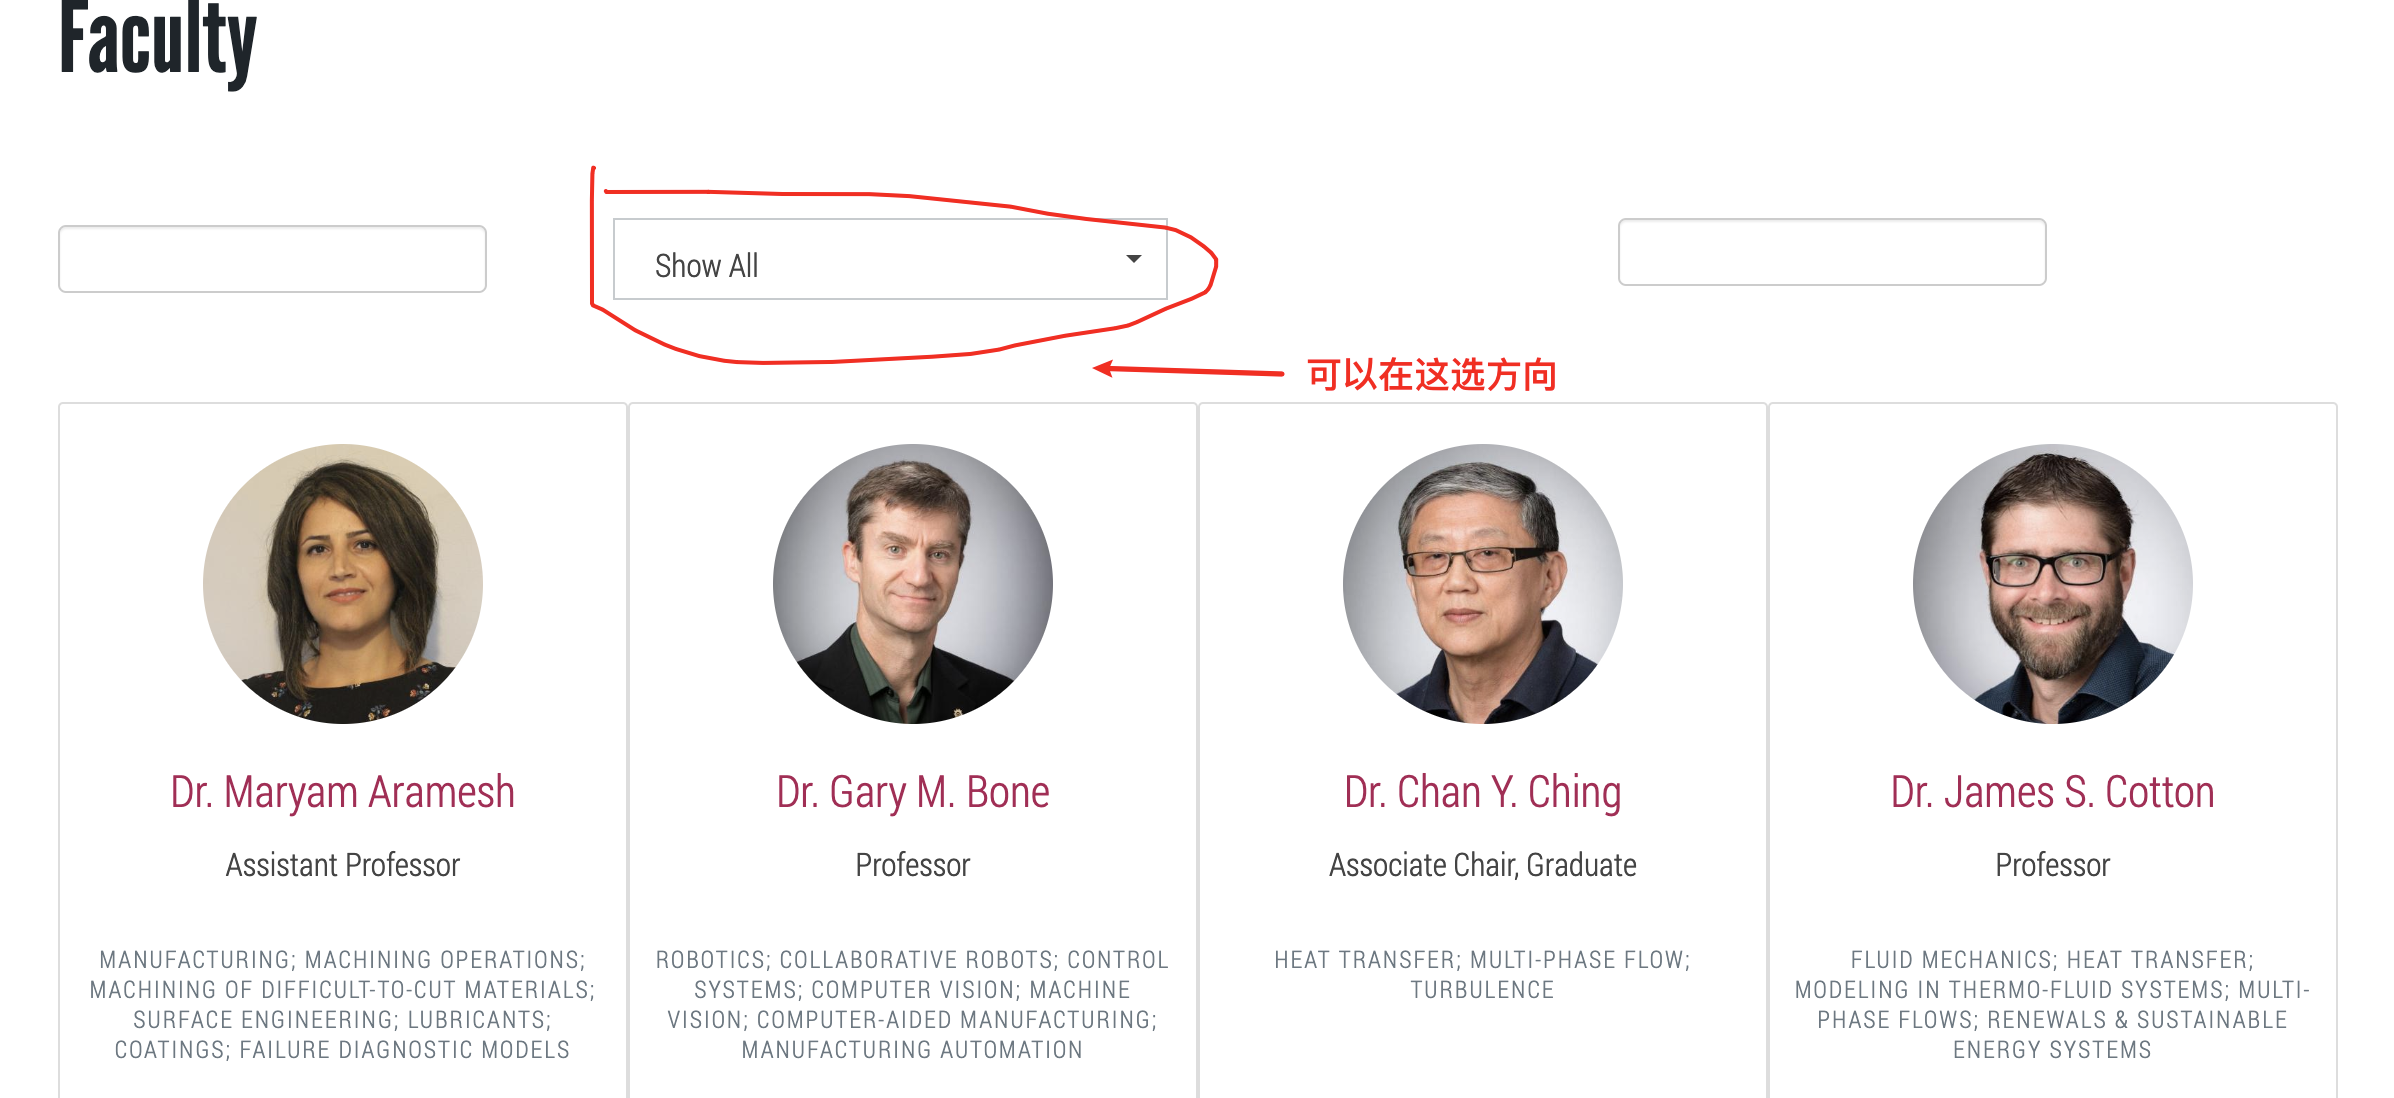 Faculty
Show All
可以在这选方向
Dr. Maryam Aramesh
Assistant Professor
MANUFACTURING; MACHINING OPERATIONS;
MACHINING OF DIFFICULT-TO-CUT MATERIALS;
SURFACE ENGINEERING; LUBRICANTS;
COATINGS; FAILURE DIAGNOSTIC MODELS
Dr. Gary M. Bone
Professor
ROBOTICS; COLLABORATIVE ROBOTS; CONTROL
SYSTEMS; COMPUTER VISION; MACHINE
VISION; COMPUTER-AIDED MANUFACTURING;
MANUFACTURING AUTOMATION
Dr. Chan Y. Ching
Associate Chair, Graduate
HEAT TRANSFER; MULTI-PHASE FLOW;
TURBULENCE
Dr. James S. Cotton
Professor
FLUID MECHANICS; HEAT TRANSFER;
MODELING IN THERMO-FLUID SYSTEMS; MULTI-
PHASE FLOWS; RENEWALS & SUSTAINABLE
ENERGY SYSTEMS